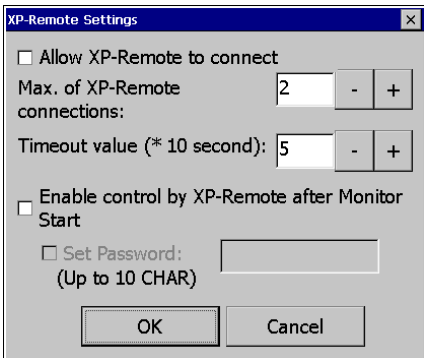 XP-Remote Settings
Allow XP-Remote to connect
Max. of XP-Remote
connections:
2 - +
Timeout value (* 10 second): 5 - +
Enable control by XP-Remote after Monitor
Start
Set Password:
(Up to 10 CHAR)
OK Cancel